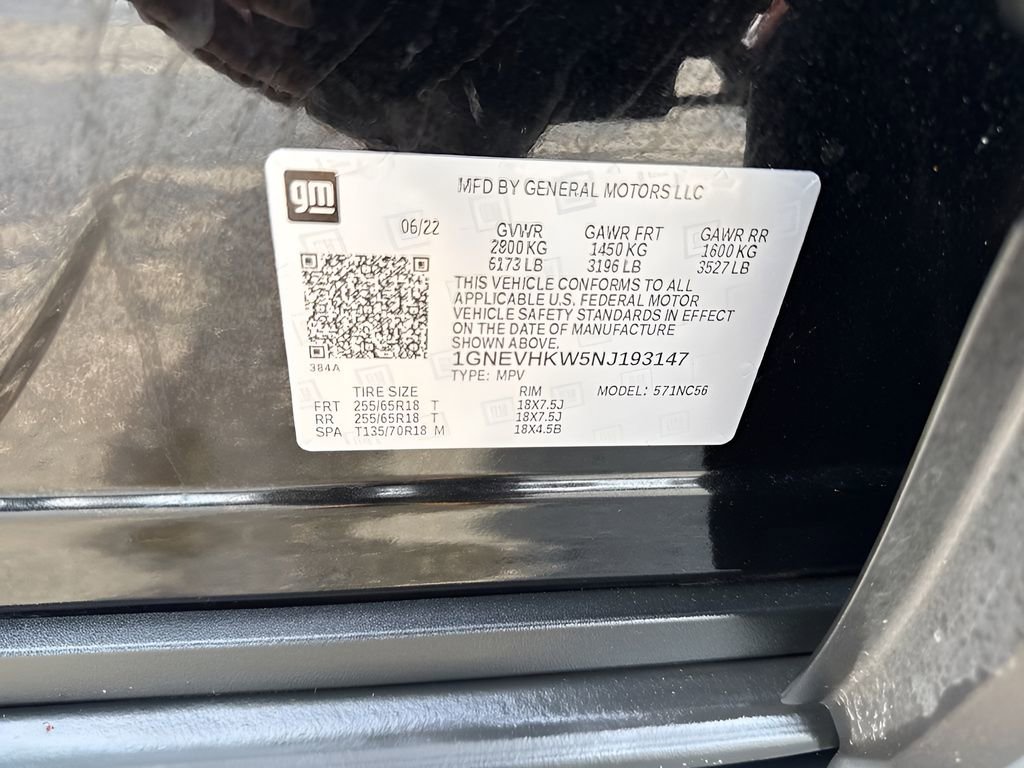 gm
MFD BY GENERAL MOTORS LLC
06/22 GVWR GAWR FRT GAWR RR
2800 KG 1450 KG 1600 KG
6173 LB 3196 LB 3527 LB
THIS VEHICLE CONFORMS TO ALL
APPLICABLE U.S. FEDERAL MOTOR
VEHICLE SAFETY STANDARDS IN EFFECT
ON THE DATE OF MANUFACTURE
SHOWN ABOVE.
1GNEVHKW5NJ193147
384A
TYPE: MPV
TIRE SIZE RIM MODEL: 571NC56
FRT 255/65R18 T 18X7.5J
RR 255/65R18 T 18X7.5J
SPA T135/70R18 M 18X4.5B